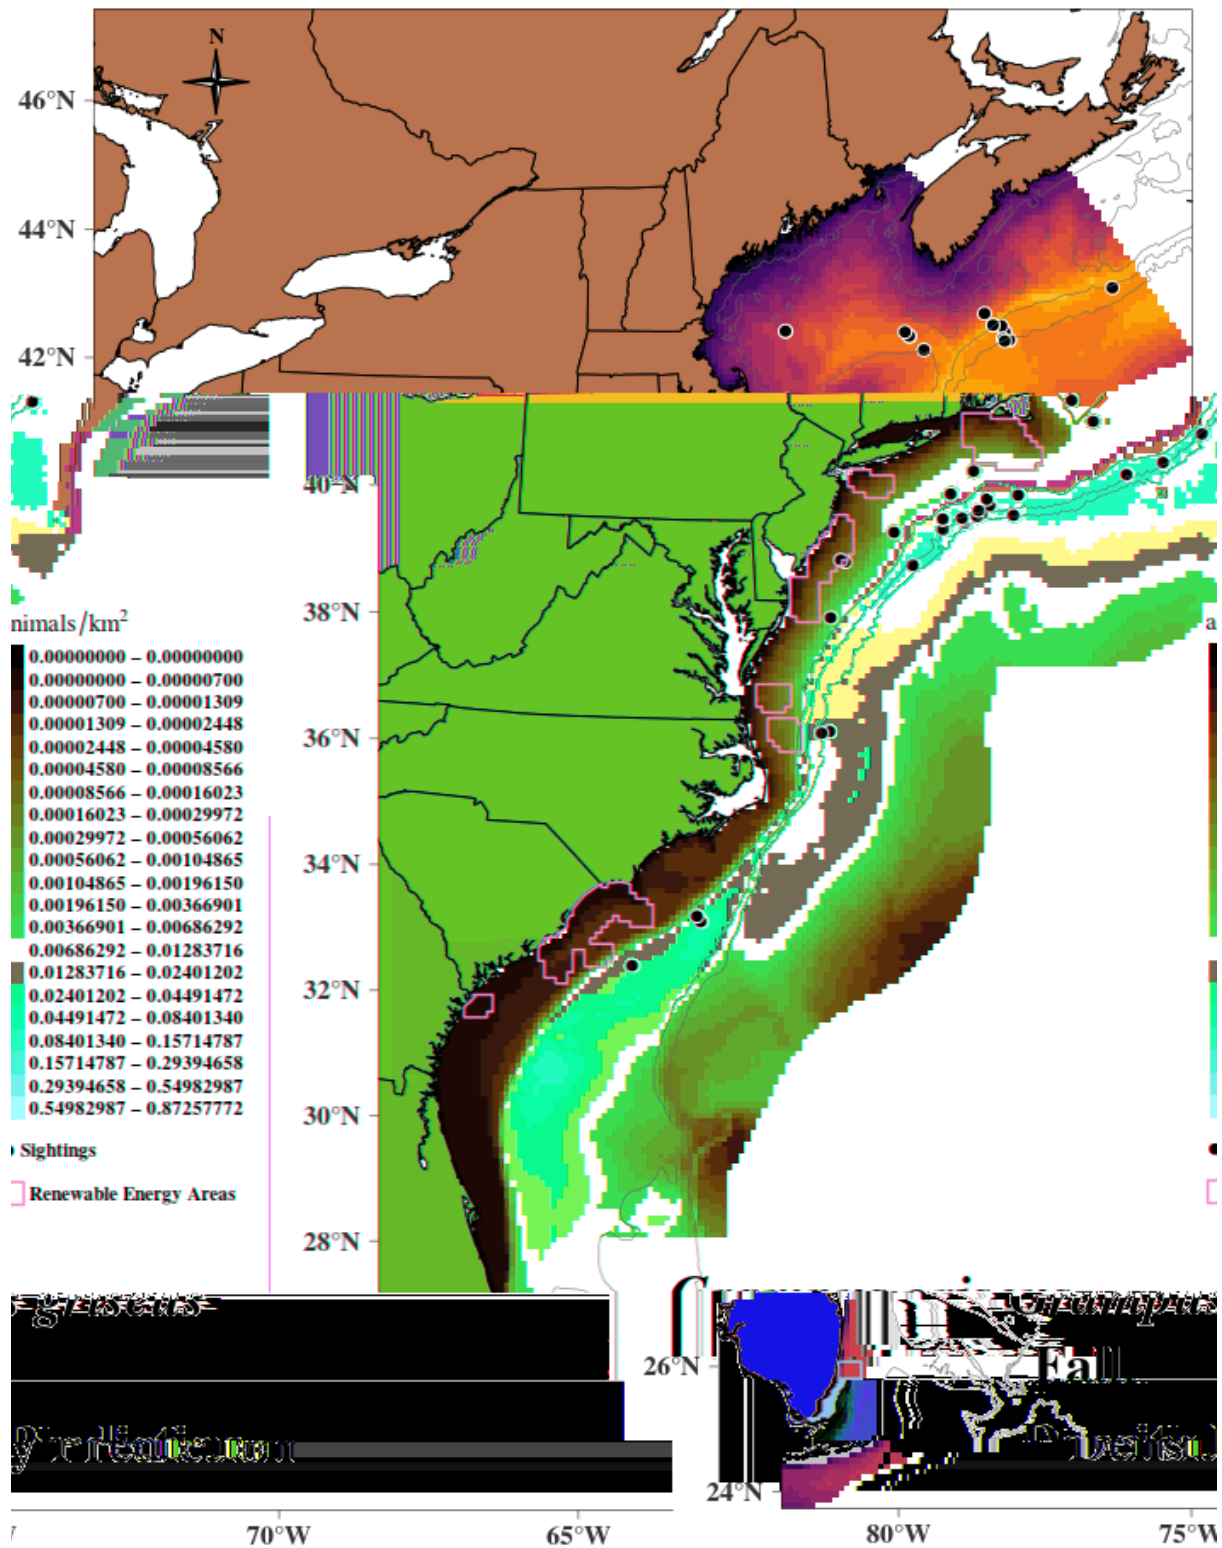 N
46°N
44°N
42°N
40°N
38°N
36°N
34°N
32°N
30°N
28°N
26°N
24°N
nimals/km²
0.00000000 – 0.00000000
0.00000000 – 0.00000700
0.00000700 – 0.00001309
0.00001309 – 0.00002448
0.00002448 – 0.00004580
0.00004580 – 0.00008566
0.00008566 – 0.00016023
0.00016023 – 0.00029972
0.00029972 – 0.00056062
0.00056062 – 0.00104865
0.00104865 – 0.00196150
0.00196150 – 0.00366901
0.00366901 – 0.00686292
0.00686292 – 0.01283716
0.01283716 – 0.02401202
0.02401202 – 0.04491472
0.04491472 – 0.08401340
0.08401340 – 0.15714787
0.15714787 – 0.29394658
0.29394658 – 0.54982987
0.54982987 – 0.87257772
Sightings
Renewable Energy Areas
a
s griseus
Grampus
Fall
70°W
65°W
80°W
75°W